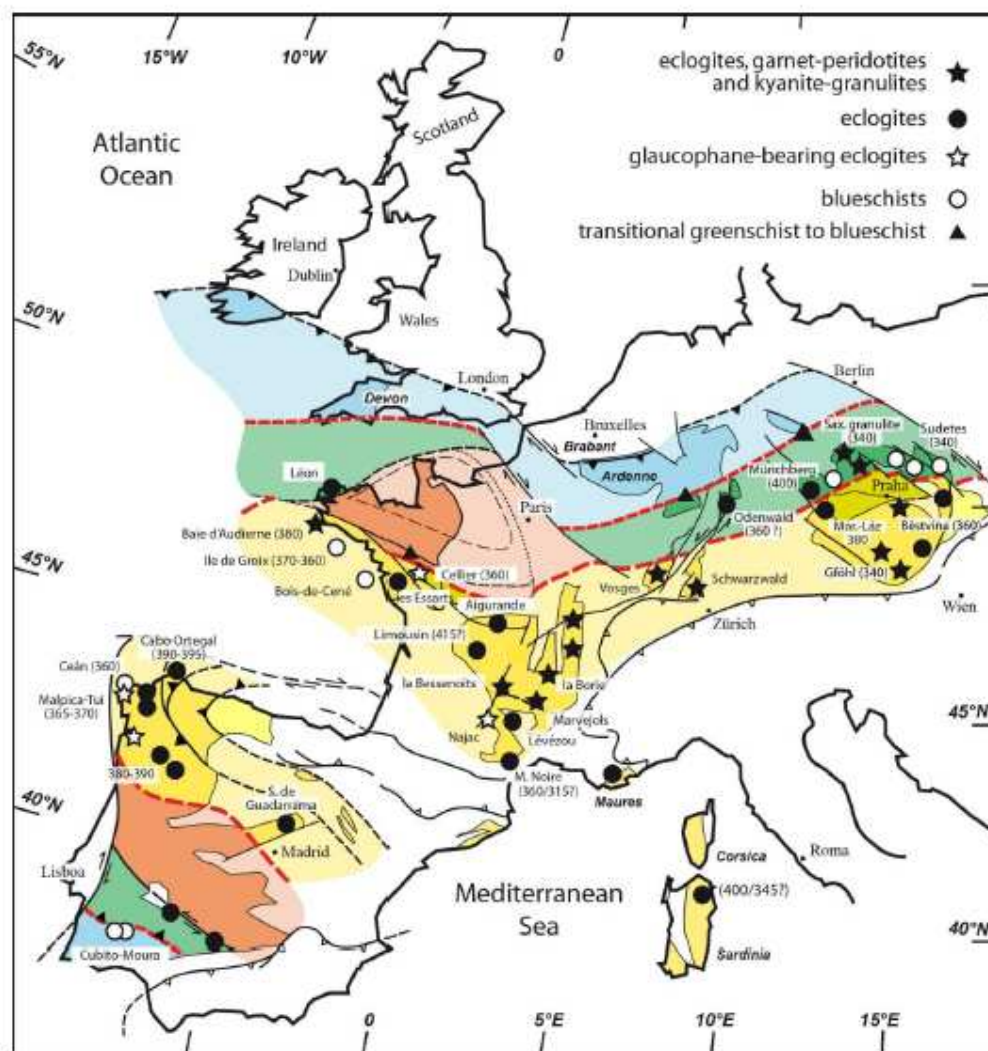 55°N
15°W
10°W
0
eclogites, garnet-peridotites
and kyanite-granulites
eclogites
glaucophane-bearing eclogites
blueschists
transitional greenschist to blueschist
Atlantic
Ocean
Scotland
Ireland
Dublin
50°N
Wales
London
Devon
Berlin
Bruxelles
Brabant
Ardenne
Sax. granulite
(340)
Sudetes
(340)
Münchberg
(400)
Praha
Léon
Paris
Odenwald
(360 ?)
Mar.-Láz
380
Běstvina (360)
Baie d'Audierne (360)
Ile de Groix (370-360)
45°N
Bois-de-Cené
Cellier (360)
les Essarts
Aigurande
Vosges
Schwarzwald
Gföhl (340)
Wien
Zürich
Limousin (415?)
Cabo-Ortegal
(390-395)
Ceán (360)
Malpica-Tui
(365-370)
la Bessenoits
la Borie
Najac
Marvejols
Lévézou
45°N
380-390
M. Noire
(360/315?)
Maures
40°N
S. de
Guadarrama
Madrid
Corsica
Roma
Lisboa
Mediterranean
Sea
(400/345?)
40°N
Cubito-Moura
Sardinia
0
5°E
10°E
15°E